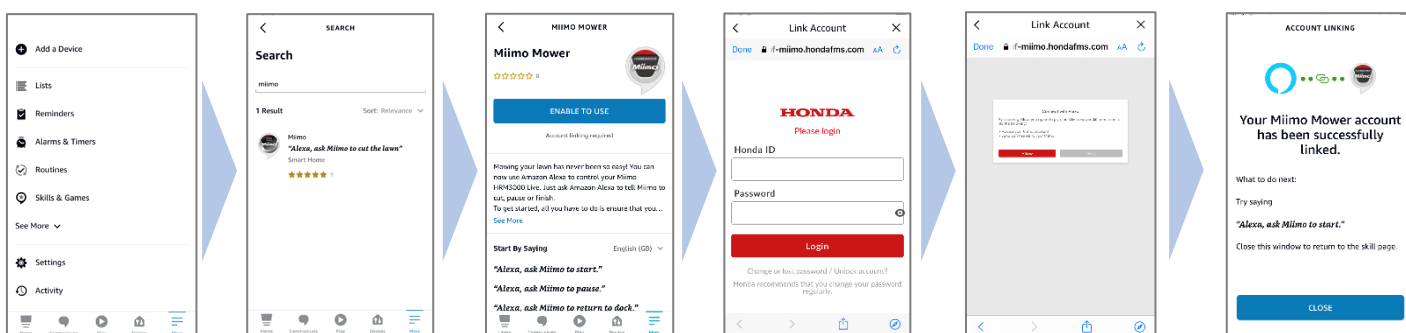 Add a Device
Lists
Reminders
Alarms & Timers
Routines
Skills & Games
See More
Settings
Activity
More
SEARCH
Search
miimo
1 Result
Sort: Relevance
Miimo
"Alexa, ask Miimo to cut the lawn"
Smart Home
1
Home
Communicate
Play
Devices
More
MIIMO MOWER
Miimo Mower
Miimo
0
ENABLE TO USE
Account linking required
Mowing your lawn has never been so easy! You can
now use Amazon Alexa to control your Miimo
HRM3000 Live. Just ask Amazon Alexa to tell Miimo to
cut, pause or finish.
To get started, all you have to do is ensure that you...
See More
Start By Saying
English (GB)
"Alexa, ask Miimo to start."
"Alexa, ask Miimo to pause."
"Alexa, ask Miimo to return to dock."
Link Account
Done
f-miimo.hondafms.com
AA
HONDA
Please login
Honda ID
Password
Login
Change or lost password / Unlock account?
Honda recommends that you change your password
regularly.
Link Account
Done
f-miimo.hondafms.com
AA
ACCOUNT LINKING
Your Miimo Mower account
has been successfully
linked.
What to do next:
Try saying
"Alexa, ask Miimo to start."
Close this window to return to the skill page.
CLOSE